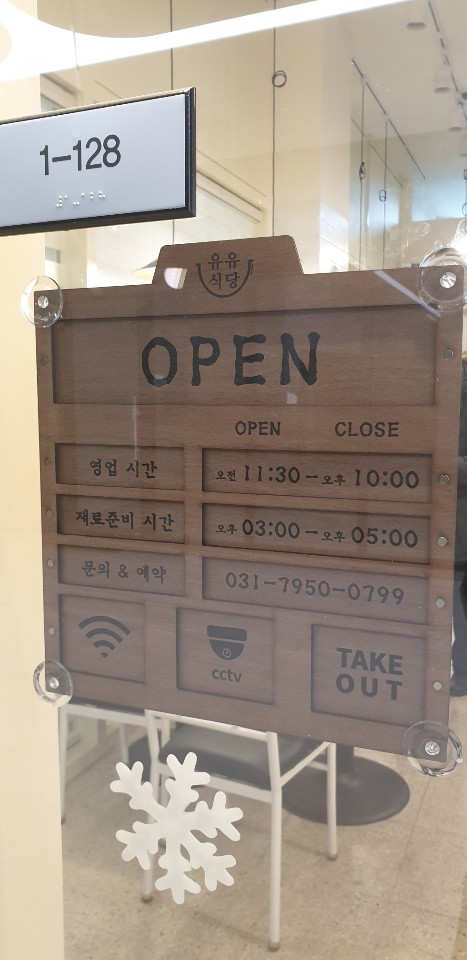 1-128
유유
식당
OPEN
OPEN CLOSE
영업 시간 오전 11:30 - 오후 10:00
재료준비 시간 오후 03:00 - 오후 05:00
문의 & 예약 031-7950-0799
cctv
TAKE
OUT